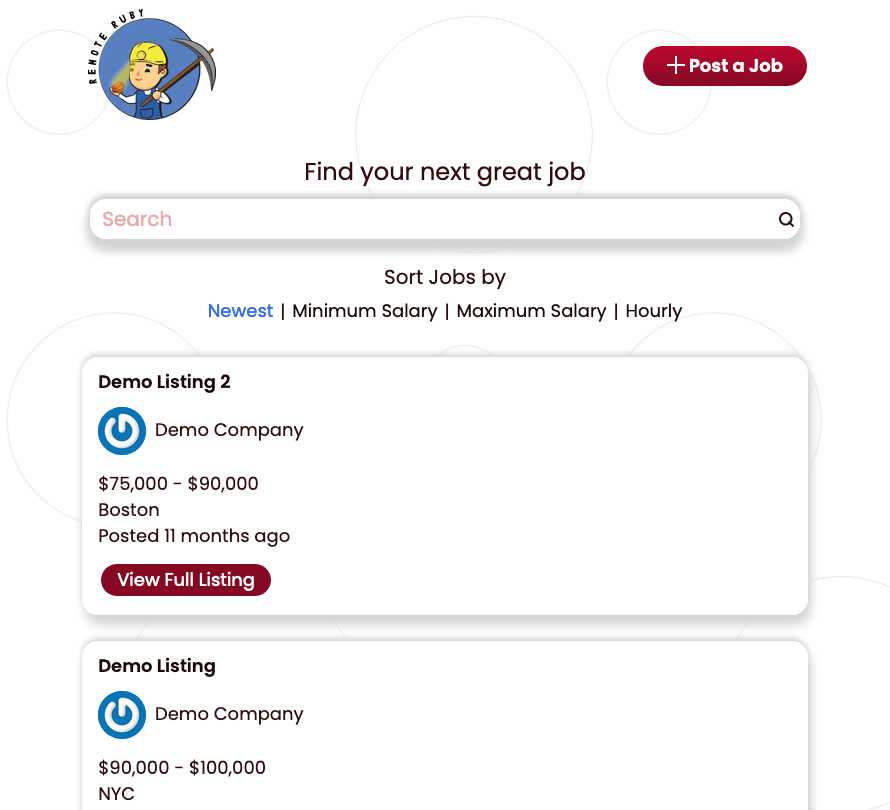 REMOTE RUBY
Post a Job
Find your next great job
Search
Sort Jobs by
Newest | Minimum Salary | Maximum Salary | Hourly
Demo Listing 2
Demo Company
$75,000 - $90,000
Boston
Posted 11 months ago
View Full Listing
Demo Listing
Demo Company
$90,000 - $100,000
NYC